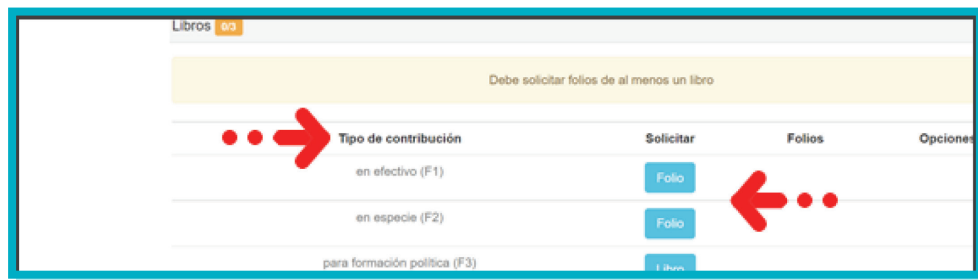 Libros 0/3
Debe solicitar folios de al menos un libro
Tipo de contribución Solicitar Folios Opciones
en efectivo (F1) Folio
en especie (F2) Folio
para formación política (F3) Libro